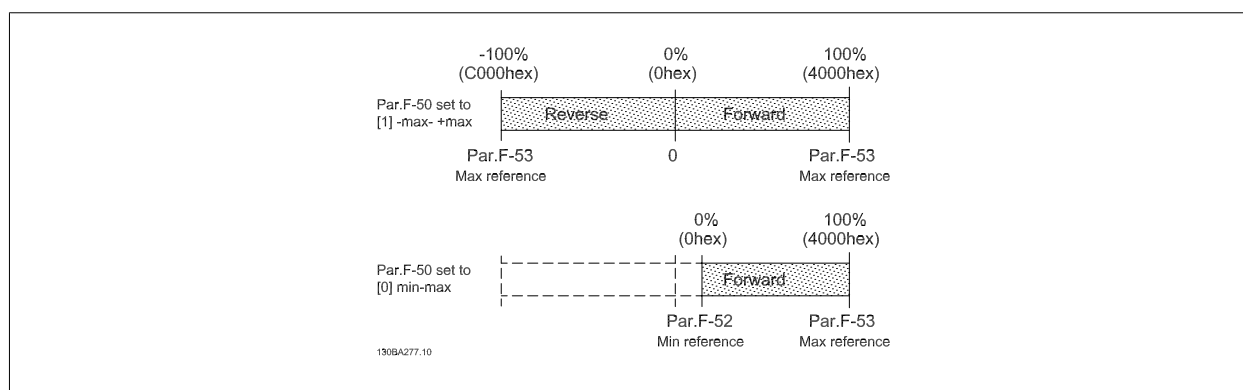 -100%
(C000hex)
0%
(0hex)
100%
(4000hex)
Par.F-50 set to
[1] -max- +max
Reverse
Forward
Par.F-53
Max reference
0
Par.F-53
Max reference
0%
(0hex)
100%
(4000hex)
Par.F-50 set to
[0] min-max
Forward
Par.F-52
Min reference
Par.F-53
Max reference
130BA277.10